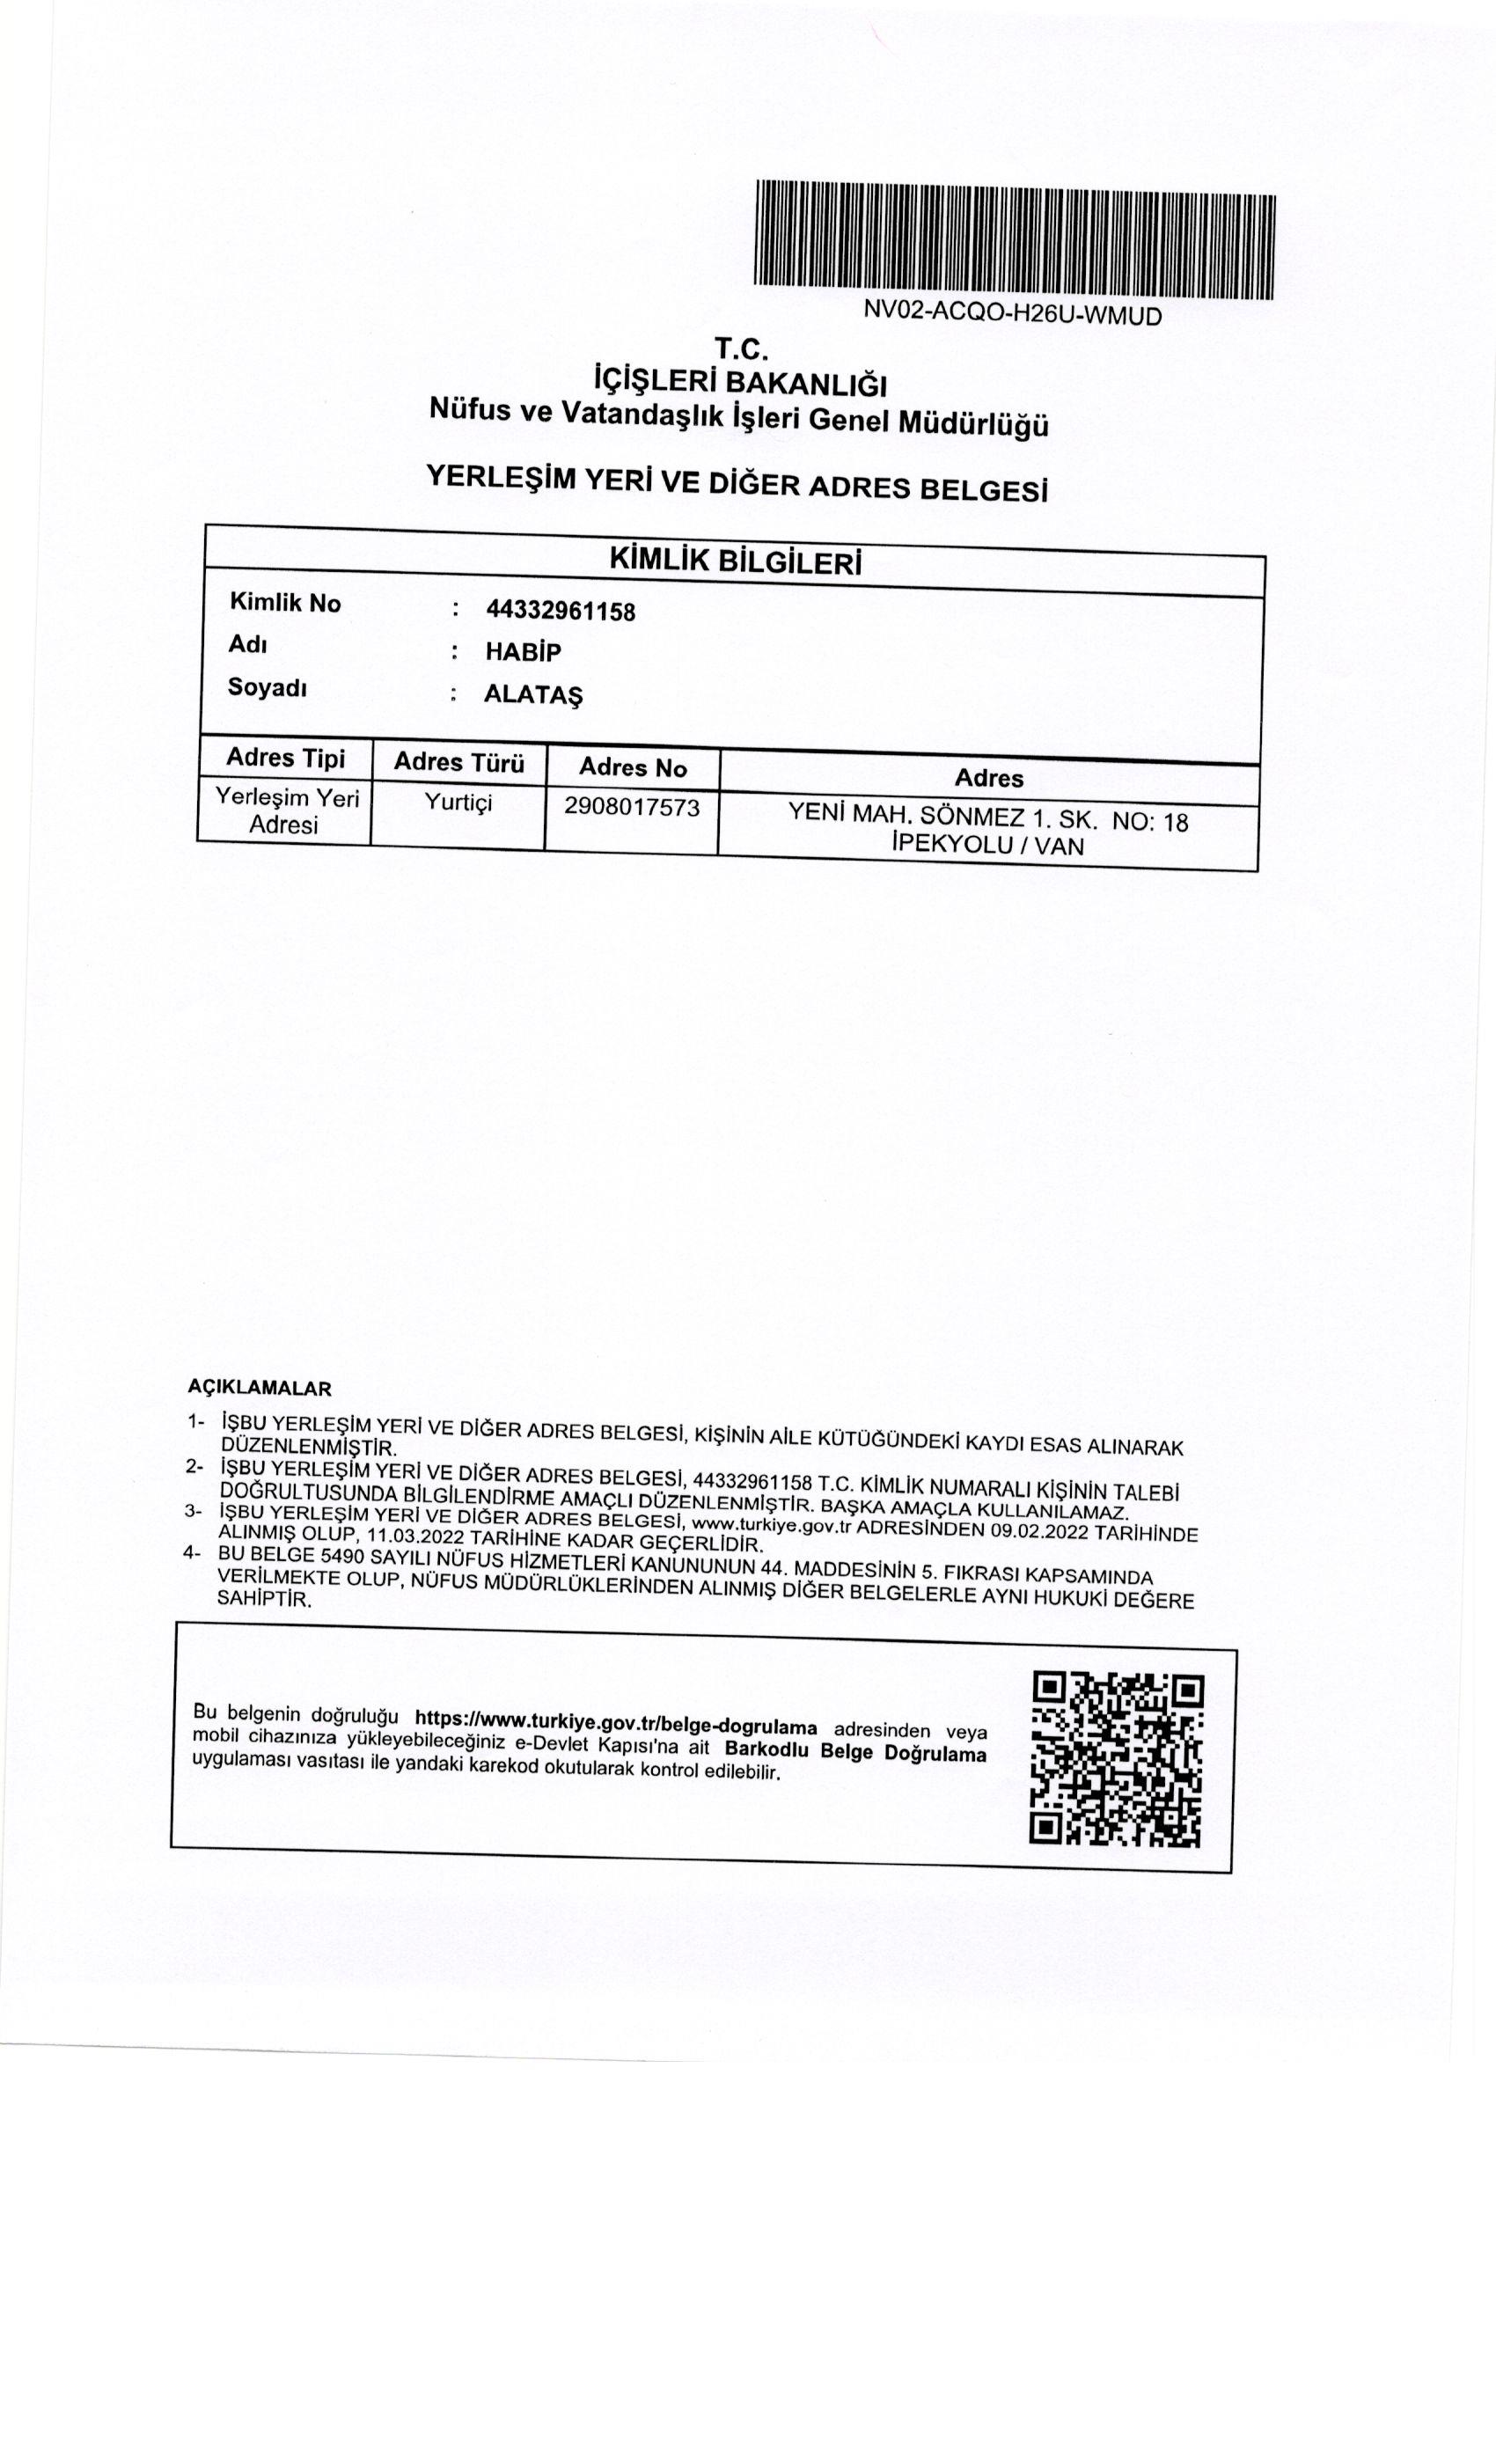 NV02-ACQO-H26U-WMUD
T.C.
İÇİŞLERİ BAKANLIĞI
Nüfus ve Vatandaşlık İşleri Genel Müdürlüğü
YERLEŞİM YERİ VE DİĞER ADRES BELGESİ
KİMLİK BİLGİLERİ
Kimlik No : 44332961158
Adı : HABİP
Soyadı : ALATAŞ
Adres Tipi Adres Türü Adres No Adres
Yerleşim Yeri Adresi Yurtiçi 2908017573 YENİ MAH. SÖNMEZ 1. SK. NO: 18
İPEKYOLU / VAN
AÇIKLAMALAR
1- İŞBU YERLEŞİM YERİ VE DİĞER ADRES BELGESİ, KİŞİNİN AİLE KÜTÜĞÜNDEKİ KAYDI ESAS ALINARAK
DÜZENLENMİŞTİR.
2- İŞBU YERLEŞİM YERİ VE DİĞER ADRES BELGESİ, 44332961158 T.C. KİMLİK NUMARALI KİŞİNİN TALEBİ
DOĞRULTUSUNDA BİLGİLENDİRME AMAÇLI DÜZENLENMİŞTİR. BAŞKA AMAÇLA KULLANILAMAZ.
3- İŞBU YERLEŞİM YERİ VE DİĞER ADRES BELGESİ, www.turkiye.gov.tr ADRESİNDEN 09.02.2022 TARİHİNDE
ALINMIŞ OLUP, 11.03.2022 TARİHİNE KADAR GEÇERLİDİR.
4- BU BELGE 5490 SAYILI NÜFUS HİZMETLERİ KANUNUNUN 44. MADDESİNİN 5. FIKRASI KAPSAMINDA
VERİLMEKTE OLUP, NÜFUS MÜDÜRLÜKLERİNDEN ALINMIŞ DİĞER BELGELERLE AYNI HUKUKİ DEĞERE
SAHİPTİR.
Bu belgenin doğruluğu https://www.turkiye.gov.tr/belge-dogrulama adresinden veya
mobil cihazınıza yükleyebileceğiniz e-Devlet Kapısı'na ait Barkodlu Belge Doğrulama
uygulaması vasıtası ile yandaki karekod okutularak kontrol edilebilir.